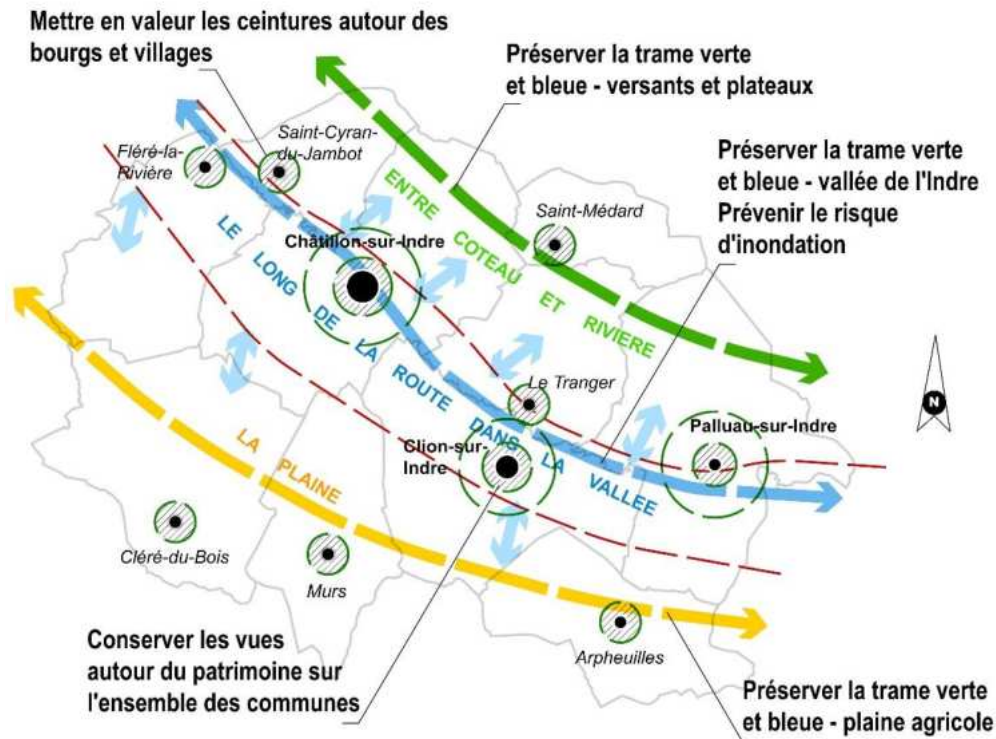 Mettre en valeur les ceintures autour des
bourgs et villages
Préserver la trame verte
et bleue - versants et plateaux
Préserver la trame verte
et bleue - vallée de l'Indre
Prévenir le risque
d'inondation
Fléré-la-
Rivière
Saint-Cyran-
du-Jambot
Saint-Médard
Châtillon-sur-Indre
ENTRE COTEAU ET RIVIERE
LE LONG DE LA ROUTE DANS LA VALLEE
Le Tranger
Clion-sur-
Indre
Palluau-sur-Indre
N
LA PLAINE
Cléré-du-Bois
Murs
Arpheuilles
Conserver les vues
autour du patrimoine sur
l'ensemble des communes
Préserver la trame verte
et bleue - plaine agricole